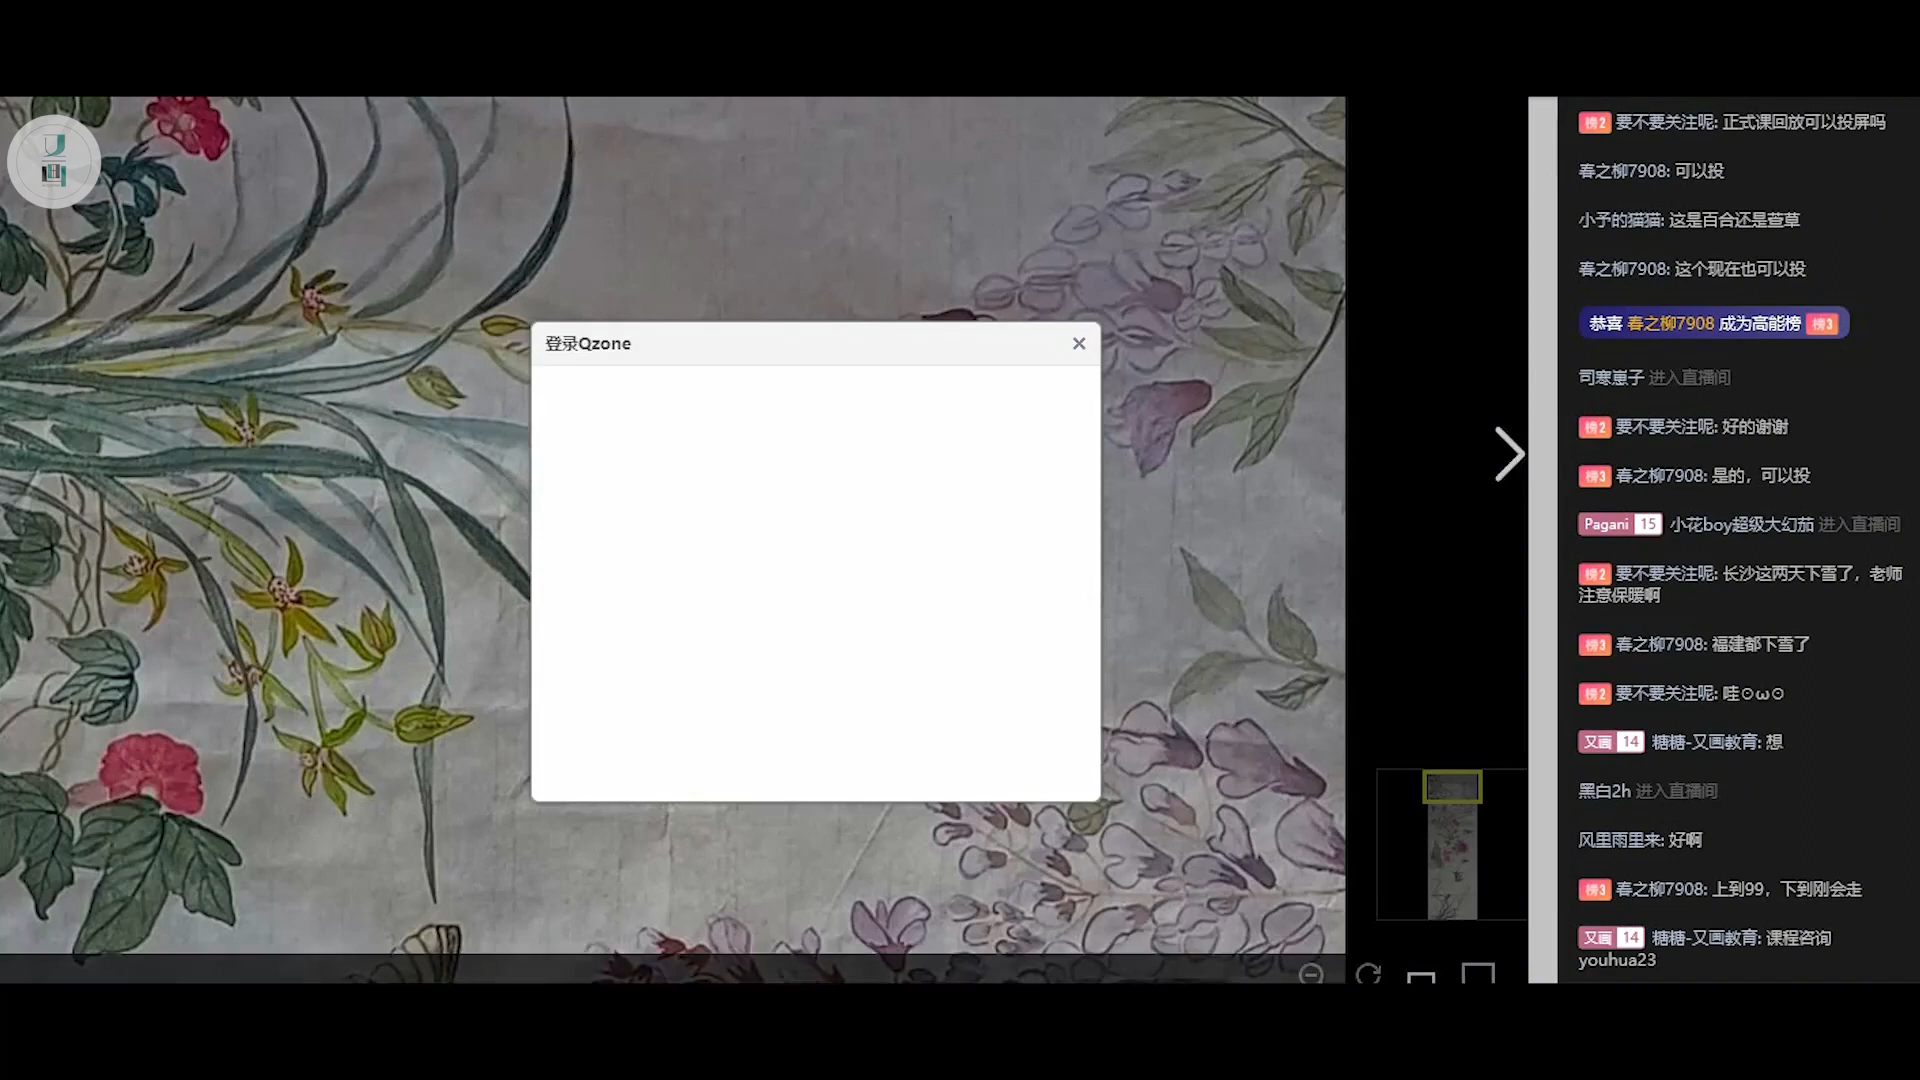 登录Qzone
榜2 要不要关注呢: 正式课回放可以投屏吗
春之柳7908: 可以投
小予的猫猫: 这是百合还是萱草
春之柳7908: 这个现在也可以投
恭喜 春之柳7908 成为高能榜 榜3
司寒崽子 进入直播间
榜2 要不要关注呢: 好的谢谢
榜3 春之柳7908: 是的，可以投
Pagani 15 小花boy超级大幻茄 进入直播间
榜2 要不要关注呢: 长沙这两天下雪了，老师
注意保暖啊
榜3 春之柳7908: 福建都下雪了
榜2 要不要关注呢: 哇⊙ω⊙
又画 14 糖糖-又画教育: 想
黑白2h 进入直播间
风里雨里来: 好啊
榜3 春之柳7908: 上到99，下到刚会走
又画 14 糖糖-又画教育: 课程咨询
youhua23